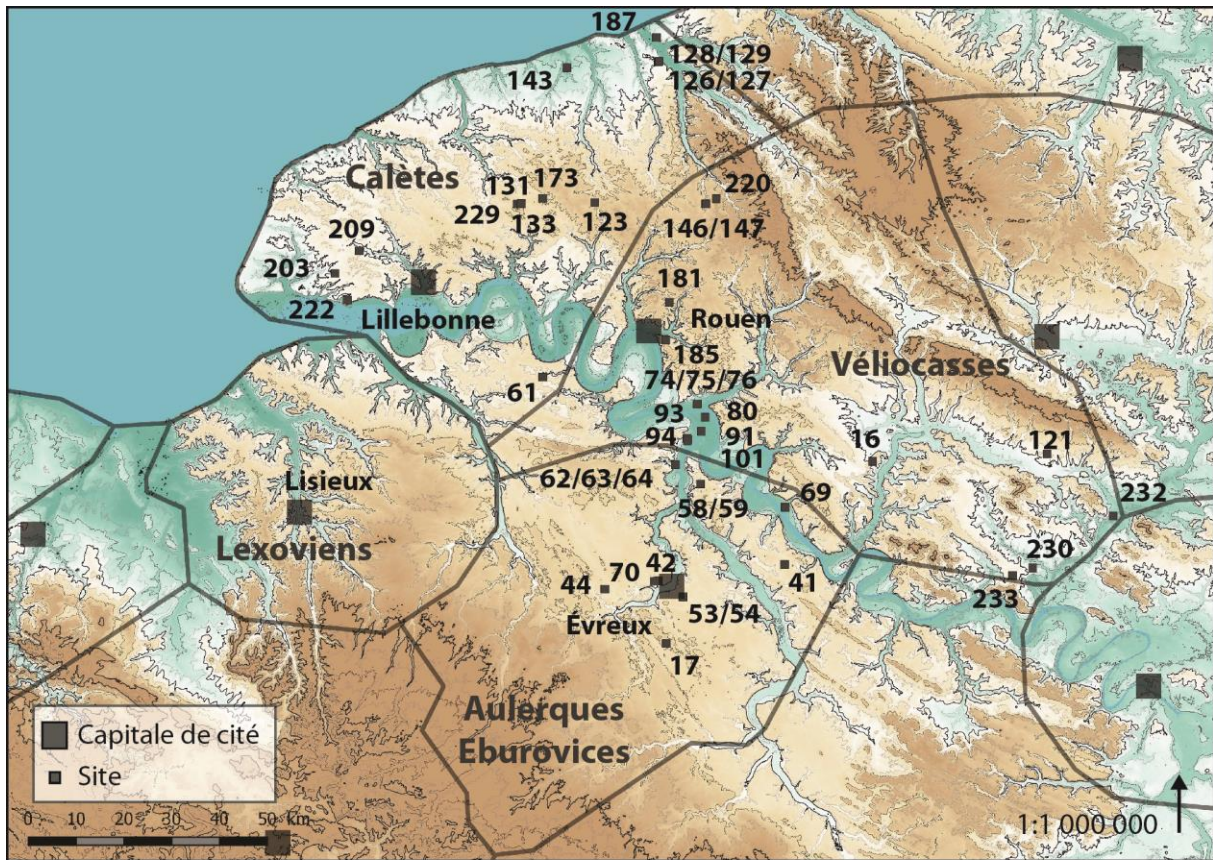 187
128/129
126/127
143
Calètes
131
173
229
133
123
220
146/147
209
203
222
Lillebonne
181
Rouen
185
74/75/76
Véliocasses
61
93
80
94
91
101
16
121
62/63/64
58/59
69
232
Lisieux
Lexoviens
230
233
70
42
44
41
53/54
Évreux
17
Aulerques
Eburovices
Capitale de cité
Site
0 10 20 30 40 50 km
1:1 000 000